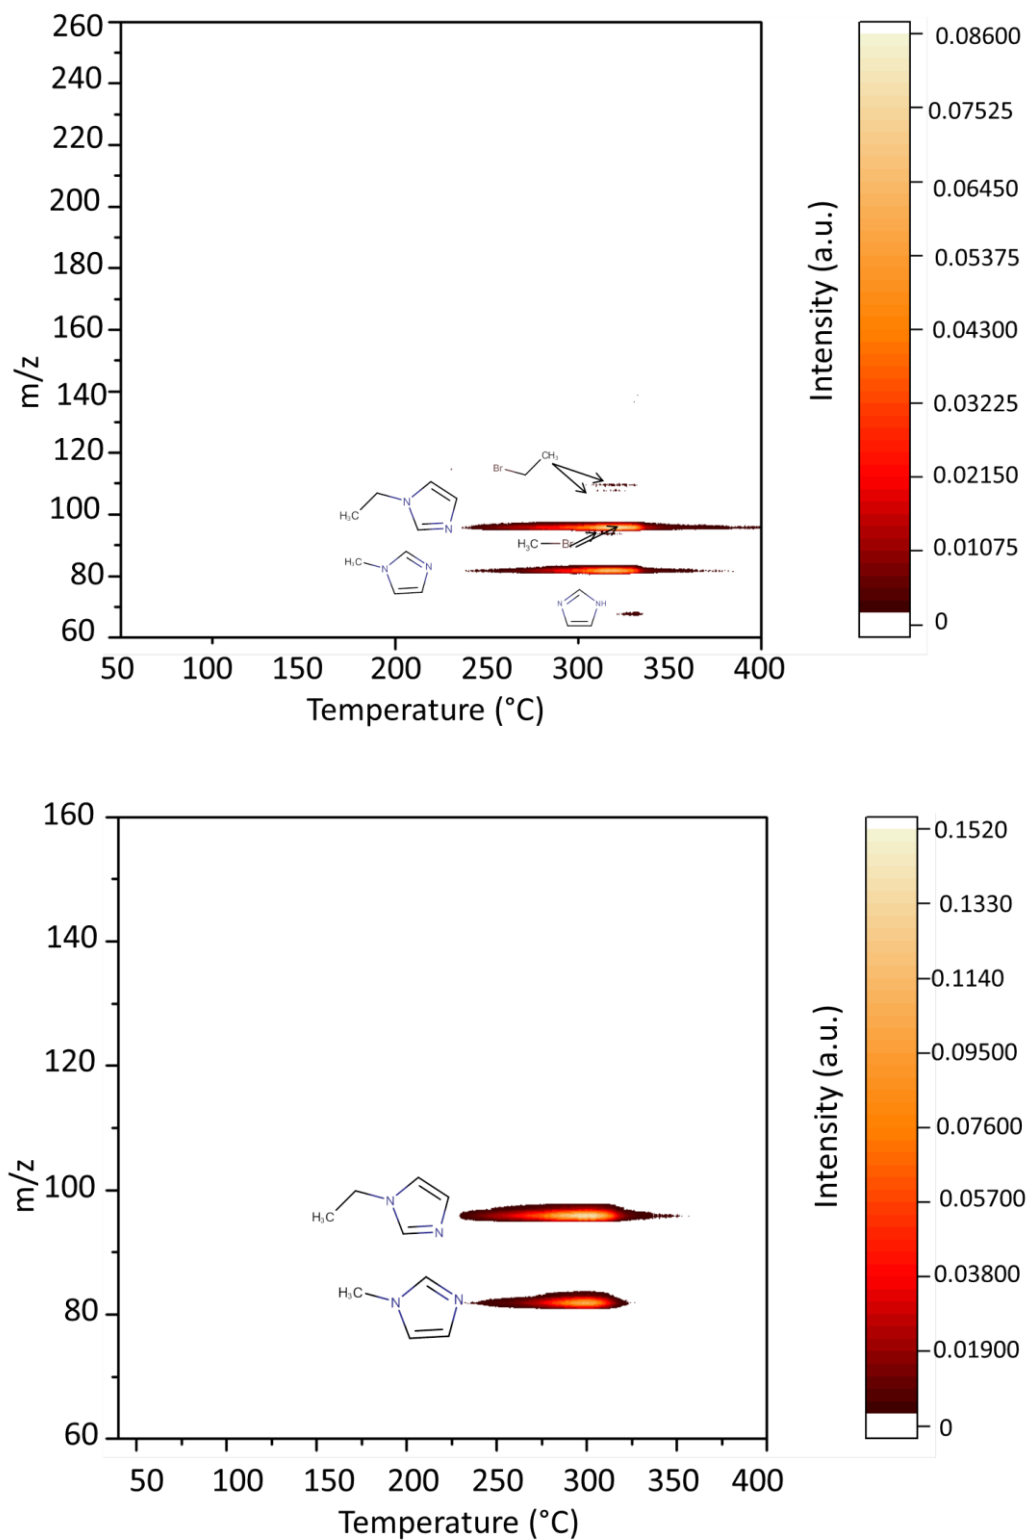 260
240
220
200
180
160
140
120
100
80
60
m/z
50
100
150
200
250
300
350
400
Temperature (°C)
Br
CH₃
H₃C
N
N
H₃C
Br
H₃C
N
N
N
NH
Intensity (a.u.)
0.08600
0.07525
0.06450
0.05375
0.04300
0.03225
0.02150
0.01075
0
160
140
120
100
80
60
m/z
50
100
150
200
250
300
350
400
Temperature (°C)
H₃C
N
N
H₃C
N
N
Intensity (a.u.)
0.1520
0.1330
0.1140
0.09500
0.07600
0.05700
0.03800
0.01900
0